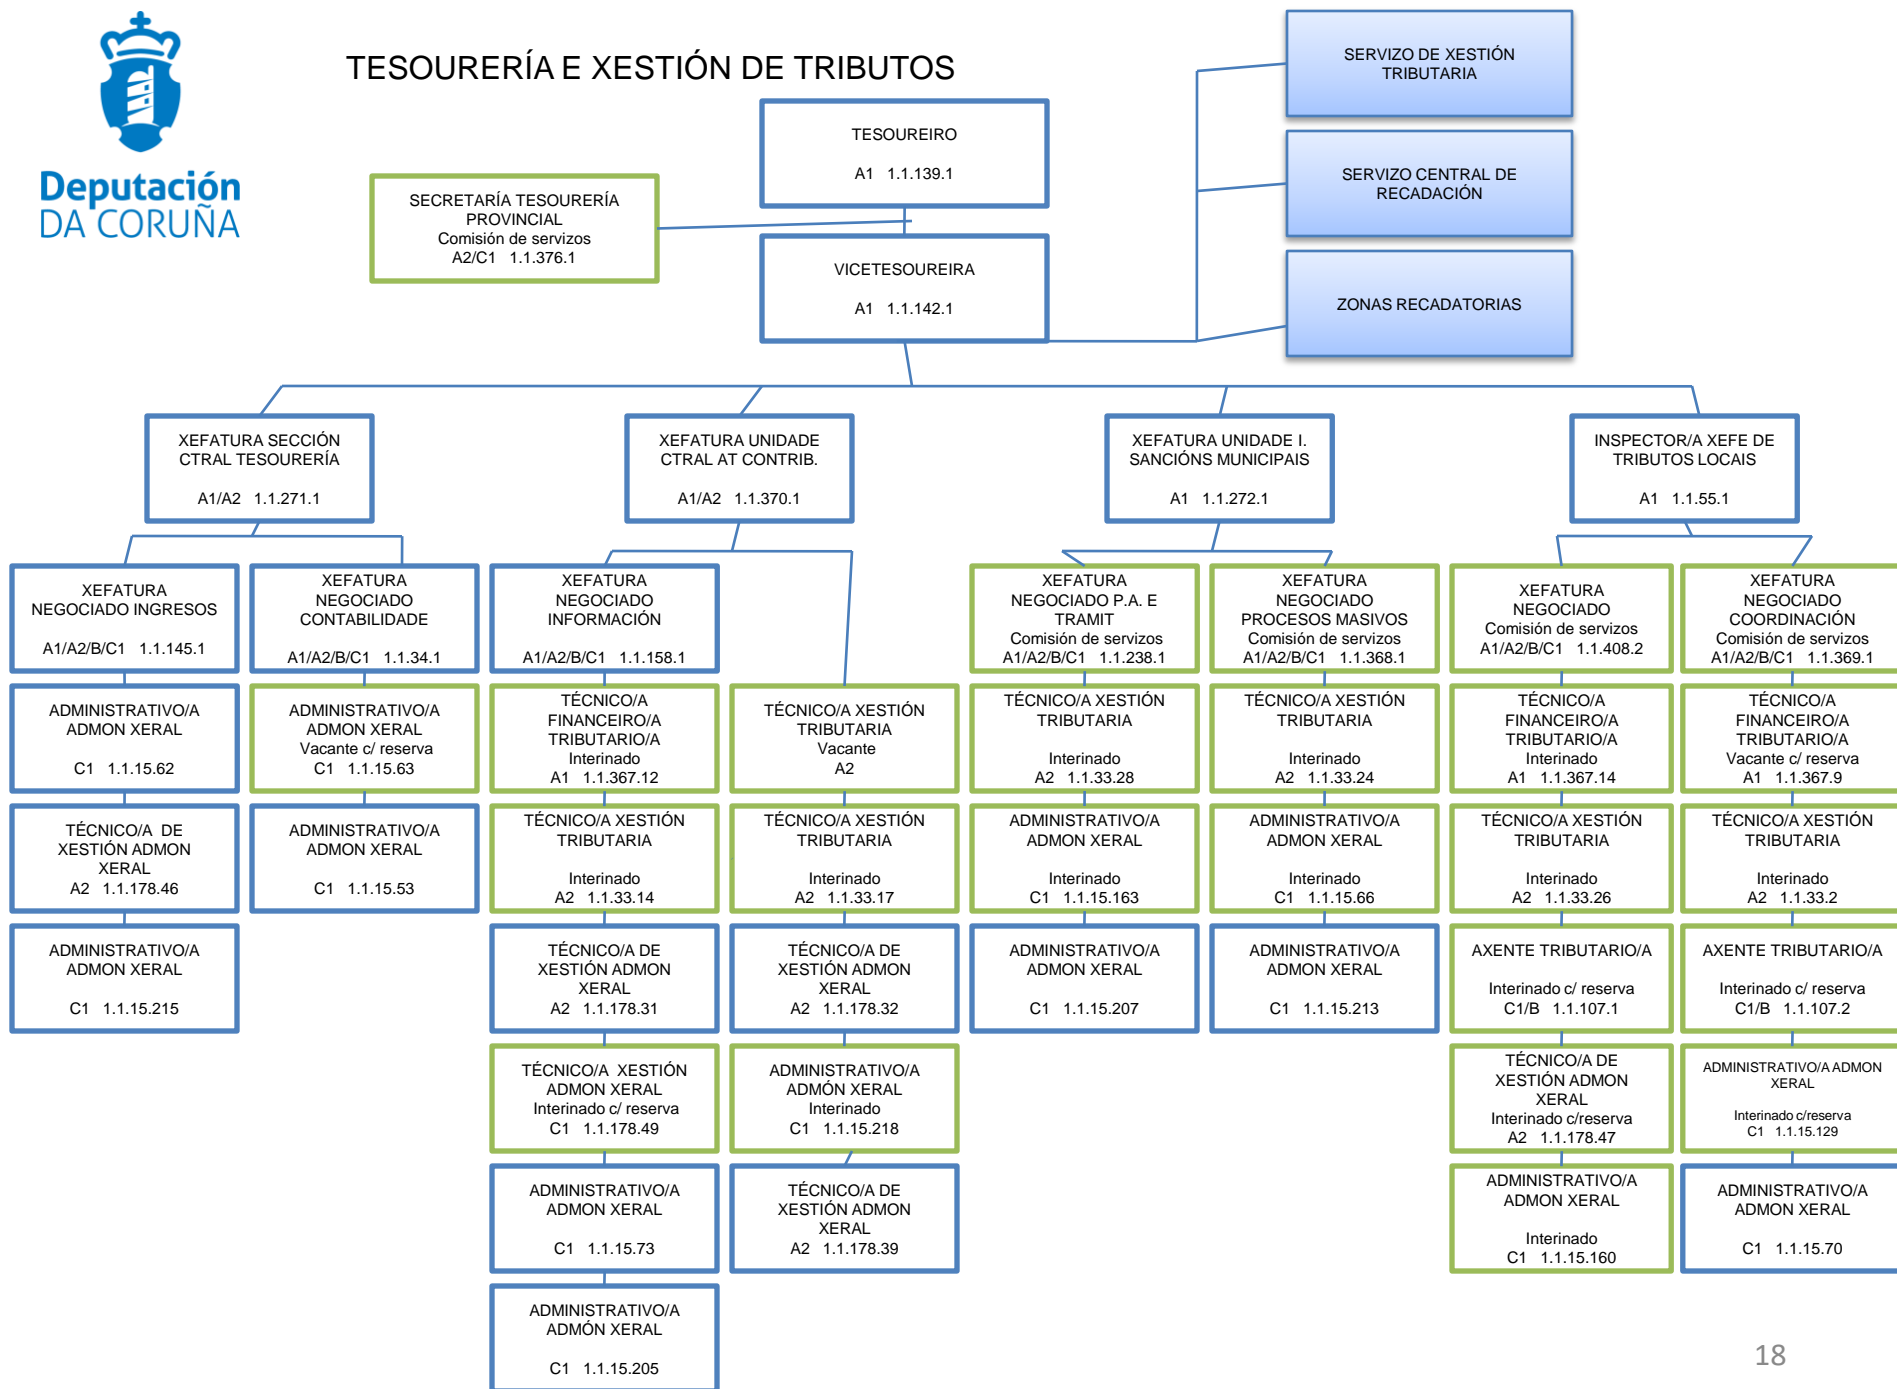 Deputación
DA CORUÑA
TESOURERÍA E XESTIÓN DE TRIBUTOS
SERVIZO DE XESTIÓN
TRIBUTARIA
SERVIZO CENTRAL DE
RECADACIÓN
ZONAS RECADATORIAS
TESOUREIRO
A1 1.1.139.1
SECRETARÍA TESOURERÍA
PROVINCIAL
Comisión de servizos
A2/C1 1.1.376.1
VICETESOUREIRA
A1 1.1.142.1
XEFATURA SECCIÓN
CTRAL TESOURERÍA
A1/A2 1.1.271.1
XEFATURA UNIDADE
CTRAL AT CONTRIB.
A1/A2 1.1.370.1
XEFATURA UNIDADE I.
SANCIÓNS MUNICIPAIS
A1 1.1.272.1
INSPECTOR/A XEFE DE
TRIBUTOS LOCAIS
A1 1.1.55.1
XEFATURA
NEGOCIADO INGRESOS
A1/A2/B/C1 1.1.145.1
ADMINISTRATIVO/A
ADMON XERAL
C1 1.1.15.62
TÉCNICO/A DE
XESTIÓN ADMON
XERAL
A2 1.1.178.46
ADMINISTRATIVO/A
ADMON XERAL
C1 1.1.15.215
XEFATURA
NEGOCIADO
CONTABILIDADE
A1/A2/B/C1 1.1.34.1
ADMINISTRATIVO/A
ADMON XERAL
Vacante c/ reserva
C1 1.1.15.63
ADMINISTRATIVO/A
ADMON XERAL
C1 1.1.15.53
XEFATURA
NEGOCIADO
INFORMACIÓN
A1/A2/B/C1 1.1.158.1
TÉCNICO/A
FINANCEIRO/A
TRIBUTARIO/A
Interinado
A1 1.1.367.12
TÉCNICO/A XESTIÓN
TRIBUTARIA
Interinado
A2 1.1.33.14
TÉCNICO/A DE
XESTIÓN ADMON
XERAL
A2 1.1.178.31
TÉCNICO/A XESTIÓN
ADMON XERAL
Interinado c/ reserva
C1 1.1.178.49
ADMINISTRATIVO/A
ADMON XERAL
C1 1.1.15.73
ADMINISTRATIVO/A
ADMÓN XERAL
C1 1.1.15.205
TÉCNICO/A XESTIÓN
TRIBUTARIA
Vacante
A2
TÉCNICO/A XESTIÓN
TRIBUTARIA
Interinado
A2 1.1.33.17
TÉCNICO/A DE
XESTIÓN ADMON
XERAL
A2 1.1.178.32
ADMINISTRATIVO/A
ADMÓN XERAL
Interinado
C1 1.1.15.218
TÉCNICO/A DE
XESTIÓN ADMON
XERAL
A2 1.1.178.39
XEFATURA
NEGOCIADO P.A. E
TRAMIT
Comisión de servizos
A1/A2/B/C1 1.1.238.1
TÉCNICO/A XESTIÓN
TRIBUTARIA
Interinado
A2 1.1.33.28
ADMINISTRATIVO/A
ADMON XERAL
Interinado
C1 1.1.15.163
ADMINISTRATIVO/A
ADMON XERAL
C1 1.1.15.207
XEFATURA
NEGOCIADO
PROCESOS MASIVOS
Comisión de servizos
A1/A2/B/C1 1.1.368.1
TÉCNICO/A XESTIÓN
TRIBUTARIA
Interinado
A2 1.1.33.24
ADMINISTRATIVO/A
ADMON XERAL
Interinado
C1 1.1.15.66
ADMINISTRATIVO/A
ADMON XERAL
C1 1.1.15.213
XEFATURA
NEGOCIADO
Comisión de servizos
A1/A2/B/C1 1.1.408.2
TÉCNICO/A
FINANCEIRO/A
TRIBUTARIO/A
Interinado
A1 1.1.367.14
TÉCNICO/A XESTIÓN
TRIBUTARIA
Interinado
A2 1.1.33.26
AXENTE TRIBUTARIO/A
Interinado c/ reserva
C1/B 1.1.107.1
TÉCNICO/A DE
XESTIÓN ADMON
XERAL
Interinado c/reserva
A2 1.1.178.47
ADMINISTRATIVO/A
ADMON XERAL
Interinado
C1 1.1.15.160
XEFATURA
NEGOCIADO
COORDINACIÓN
Comisión de servizos
A1/A2/B/C1 1.1.369.1
TÉCNICO/A
FINANCEIRO/A
TRIBUTARIO/A
Vacante c/ reserva
A1 1.1.367.9
TÉCNICO/A XESTIÓN
TRIBUTARIA
Interinado
A2 1.1.33.2
AXENTE TRIBUTARIO/A
Interinado c/ reserva
C1/B 1.1.107.2
ADMINISTRATIVO/A ADMON
XERAL
Interinado c/reserva
C1 1.1.15.129
ADMINISTRATIVO/A
ADMON XERAL
C1 1.1.15.70
18